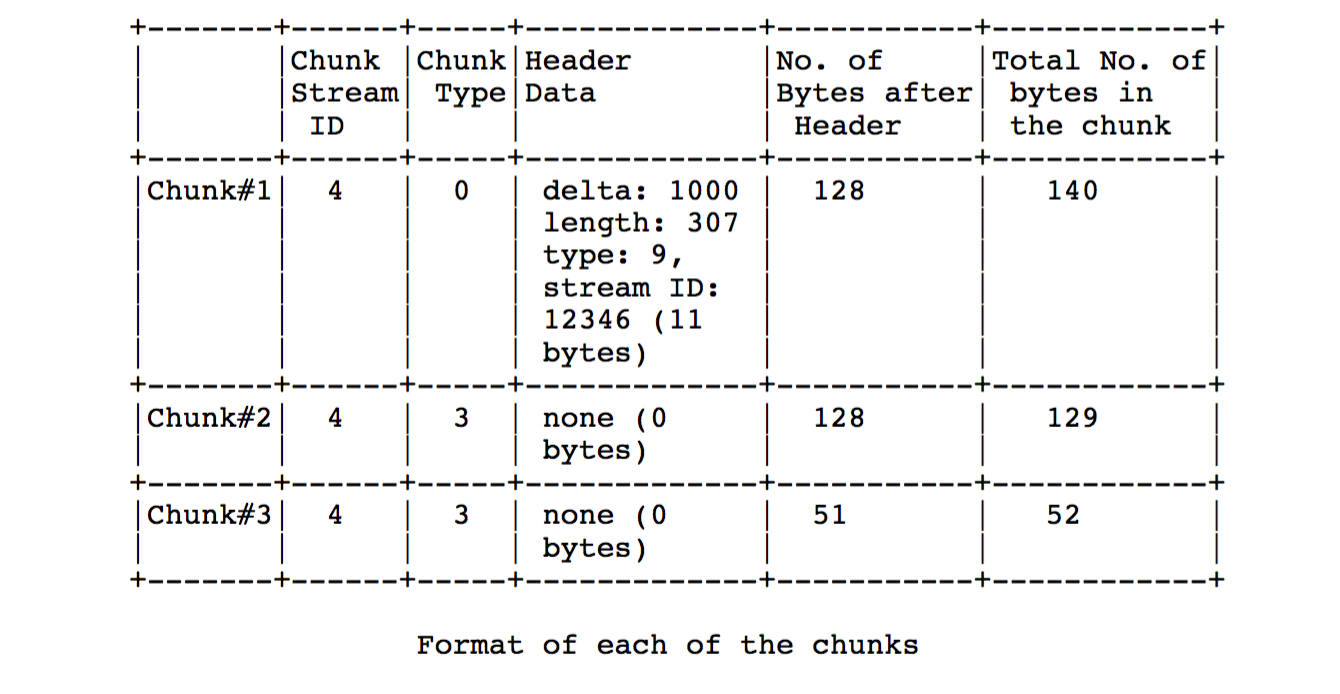 +-------+------+-----+-------------+-----------+------------+
|       |Chunk |Chunk|Header       |No. of     |Total No. of|
|       |Stream| Type|Data         |Bytes after| bytes in   |
|       | ID   |     |             | Header    | the chunk  |
+-------+------+-----+-------------+-----------+------------+
|Chunk#1|  4   |  0  | delta: 1000 |  128      |   140      |
|       |      |     | length: 307 |           |            |
|       |      |     | type: 9,    |           |            |
|       |      |     | stream ID:  |           |            |
|       |      |     | 12346 (11   |           |            |
|       |      |     | bytes)      |           |            |
+-------+------+-----+-------------+-----------+------------+
|Chunk#2|  4   |  3  | none (0     |  128      |   129      |
|       |      |     | bytes)      |           |            |
+-------+------+-----+-------------+-----------+------------+
|Chunk#3|  4   |  3  | none (0     |  51       |   52       |
|       |      |     | bytes)      |           |            |
+-------+------+-----+-------------+-----------+------------+
Format of each of the chunks